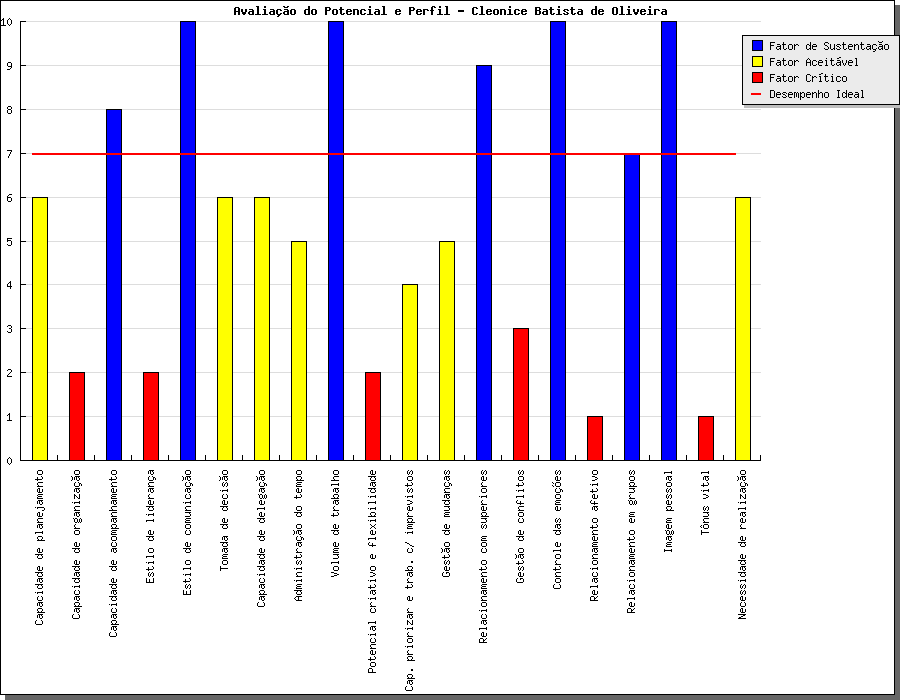 Avaliação do Potencial e Perfil - Cleonice Batista de Oliveira
Fator de Sustentação
Fator Aceitável
Fator Crítico
Desempenho Ideal
10
9
8
7
6
5
4
3
2
1
0
Capacidade de planejamento
Capacidade de organização
Capacidade de acompanhamento
Estilo de liderança
Estilo de comunicação
Tomada de decisão
Capacidade de delegação
Administração do tempo
Volume de trabalho
Potencial criativo e flexibilidade
Cap. priorizar e trab. c/ imprevistos
Gestão de mudanças
Relacionamento com superiores
Gestão de conflitos
Controle das emoções
Relacionamento afetivo
Relacionamento em grupos
Imagem pessoal
Tônus vital
Necessidade de realização